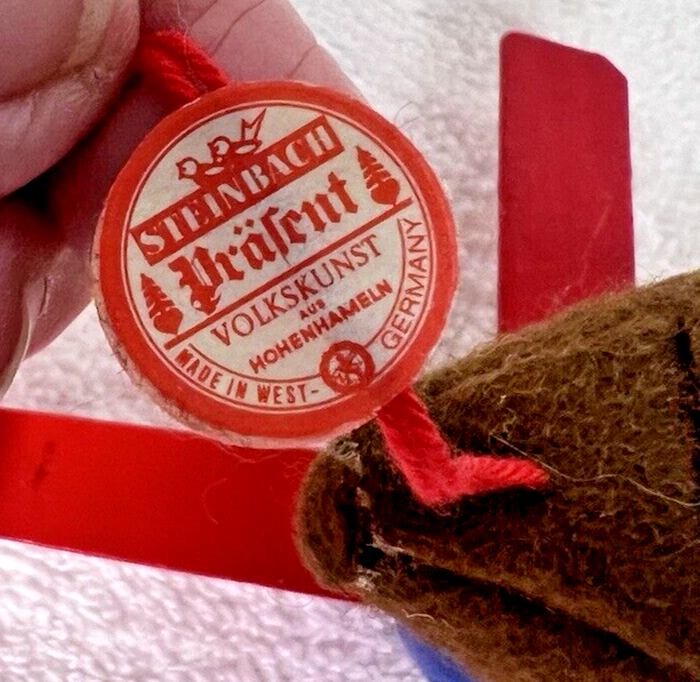 STEINBACH
Präſent
VOLKSKUNST
AUS
HOHENHAMELN
MADE IN WEST-
GERMANY